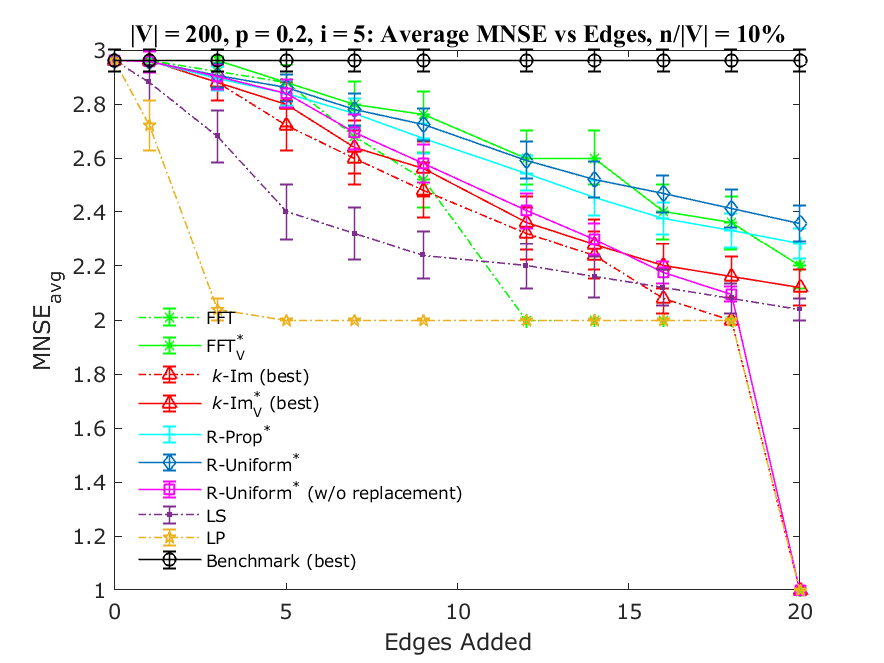 |V| = 200, p = 0.2, i = 5: Average MNSE vs Edges, n/|V| = 10%
3
2.8
2.6
2.4
2.2
2
1.8
1.6
1.4
1.2
1
MNSE_avg
FFT
FFT*_V
k-Im (best)
k-Im*_V (best)
R-Prop*
R-Uniform*
R-Uniform* (w/o replacement)
LS
LP
Benchmark (best)
0
5
10
15
20
Edges Added